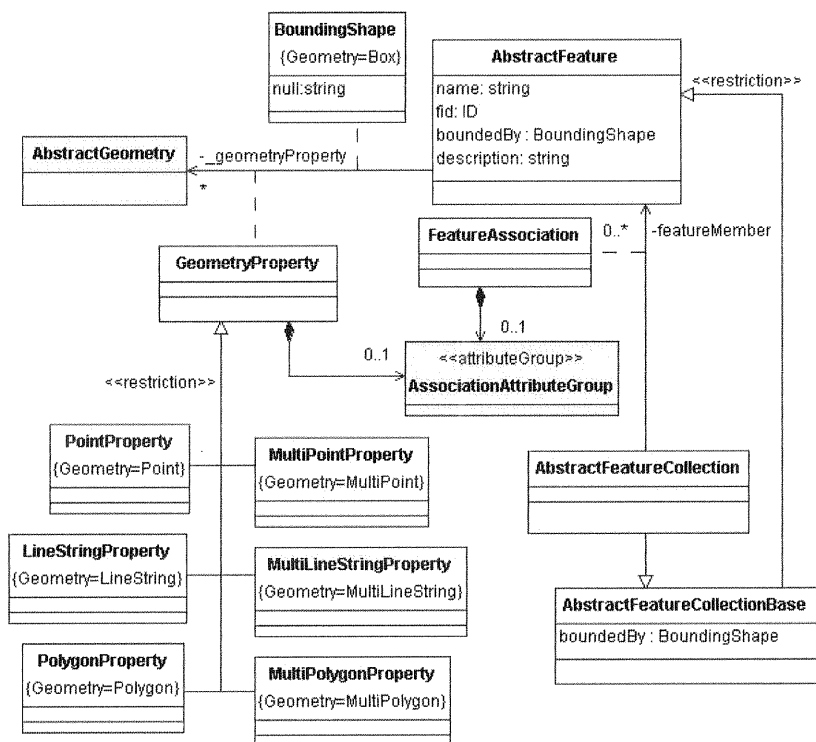 BoundingShape
{Geometry=Box}
null:string
AbstractFeature
name: string
fid: ID
boundedBy : BoundingShape
description: string
<<restriction>>
AbstractGeometry
-_geometryProperty
*
FeatureAssociation
0..*
-featureMember
GeometryProperty
0..1
0..1
<<attributeGroup>>
AssociationAttributeGroup
<<restriction>>
PointProperty
{Geometry=Point}
MultiPointProperty
{Geometry=MultiPoint}
AbstractFeatureCollection
LineStringProperty
{Geometry=LineString}
MultiLineStringProperty
{Geometry=MultiLineString}
AbstractFeatureCollectionBase
boundedBy : BoundingShape
PolygonProperty
{Geometry=Polygon}
MultiPolygonProperty
{Geometry=MultiPolygon}